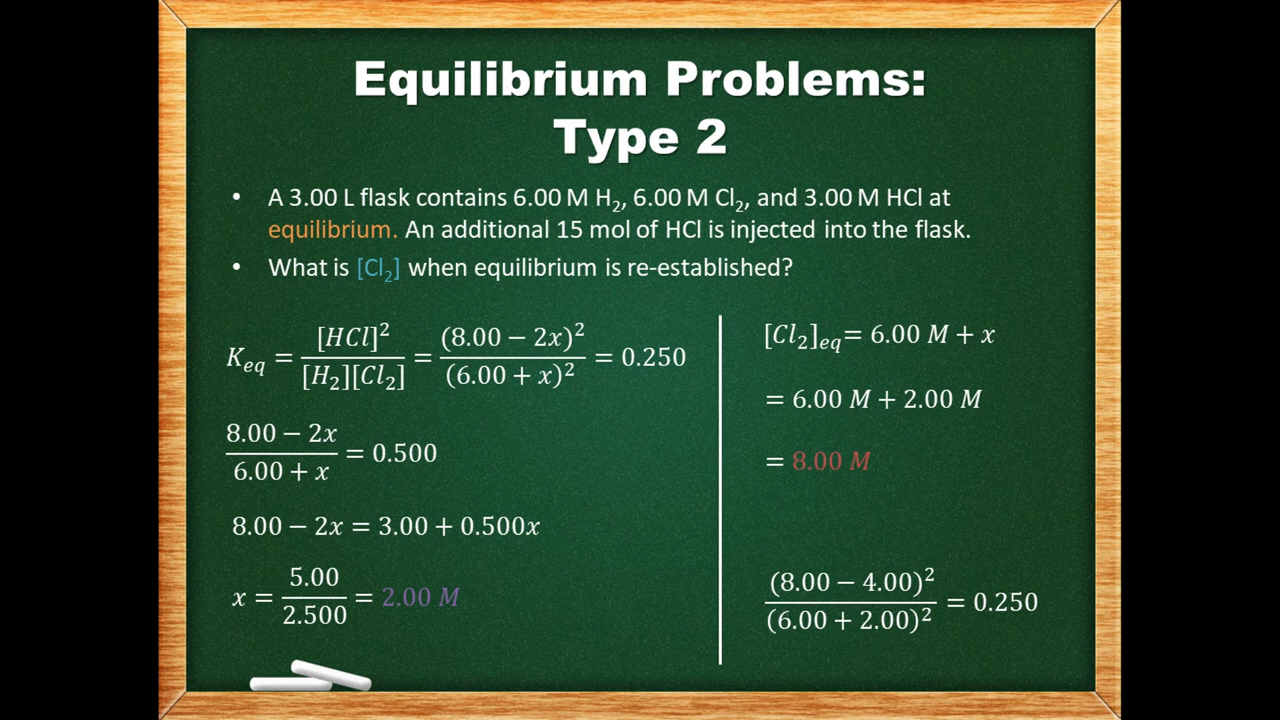 Equilibrium Problems:
Type 2
• A 3.00 L flask contains 6.00 M H₂, 6.00 M Cl₂, and 3.00 M HCl at
equilibrium. An additional 15 mol of HCl is injected into the flask.
• What is [Cl₂] when equilibrium is re-established?
K_eq = [HCl]²/([H₂][Cl₂]) = (8.00 − 2x)²/(6.00 + x)² = 0.250
(8.00 − 2x)/(6.00 + x) = 0.500
8.00 − 2x = 3.00 + 0.500x
x = 5.00/2.500 = 2.00 M
[Cl₂]_eq = 6.00 M + x
= 6.00 M + 2.00 M
= 8.00 M
(8.00 − 4.00)²/(6.00 + 2.00)² = 0.250